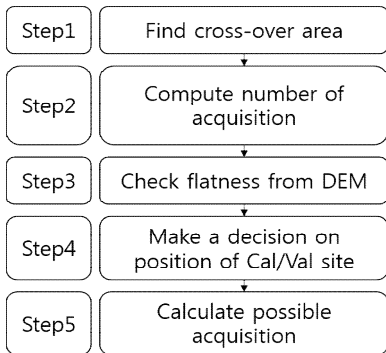 Step1
Find cross-over area
Step2
Compute number of
acquisition
Step3
Check flatness from DEM
Step4
Make a decision on
position of Cal/Val site
Step5
Calculate possible
acquisition